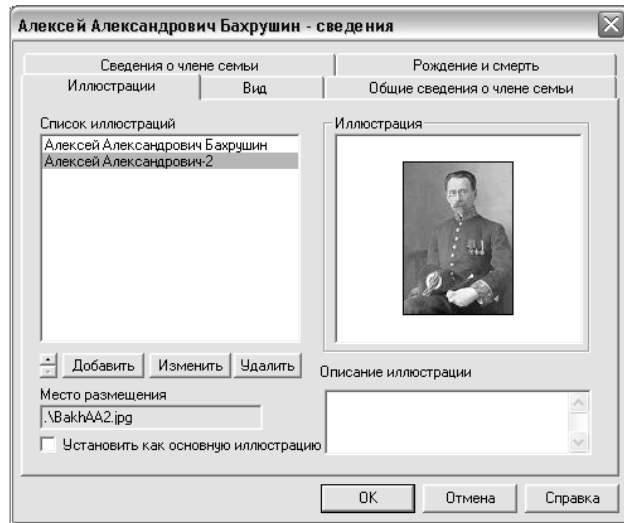 Алексей Александрович Бахрушин - сведения
Сведения о члене семьи
Рождение и смерть
Иллюстрации
Вид
Общие сведения о члене семьи
Список иллюстраций
Алексей Александрович Бахрушин
Алексей Александрович-2
Иллюстрация
Добавить
Изменить
Удалить
Описание иллюстрации
Место размещения
.\BakhAA2.jpg
Установить как основную иллюстрацию
OK
Отмена
Справка